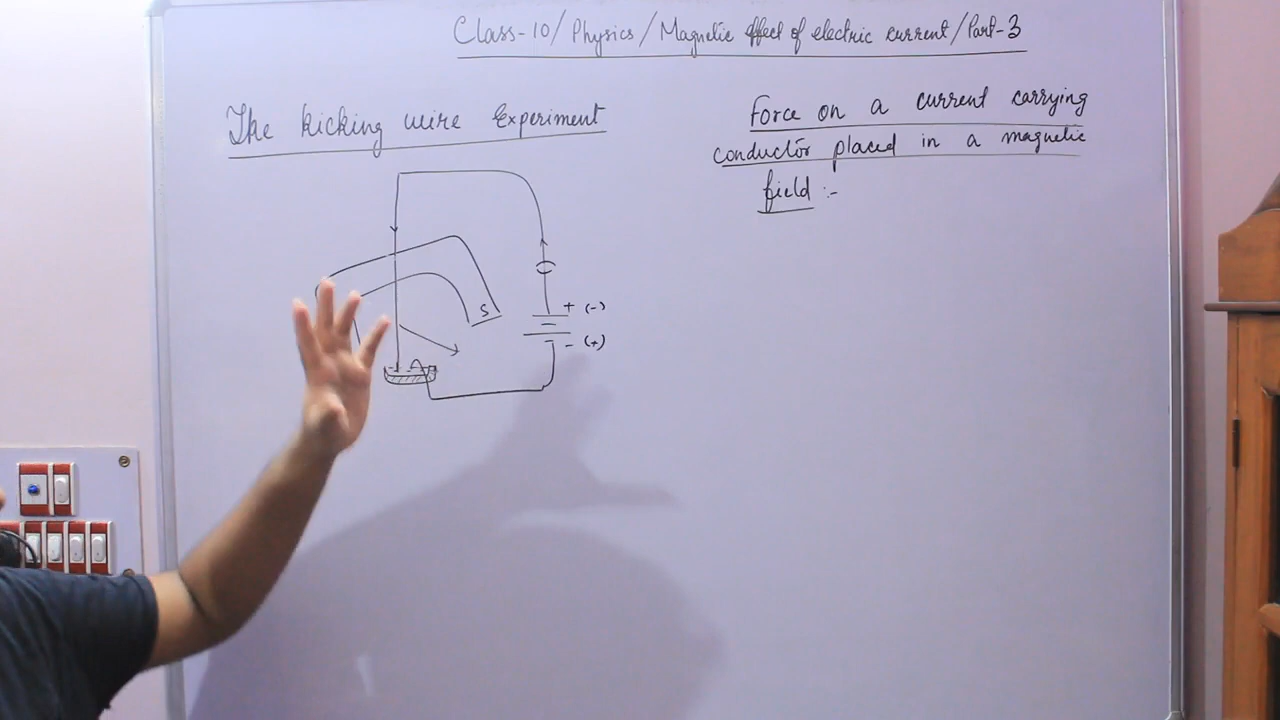 Class-10/Physics/Magnetic effect of electric current/Part-3
The kicking wire Experiment
Force on a current carrying
conductor placed in a magnetic
field :-
S
+ (-)
- (+)